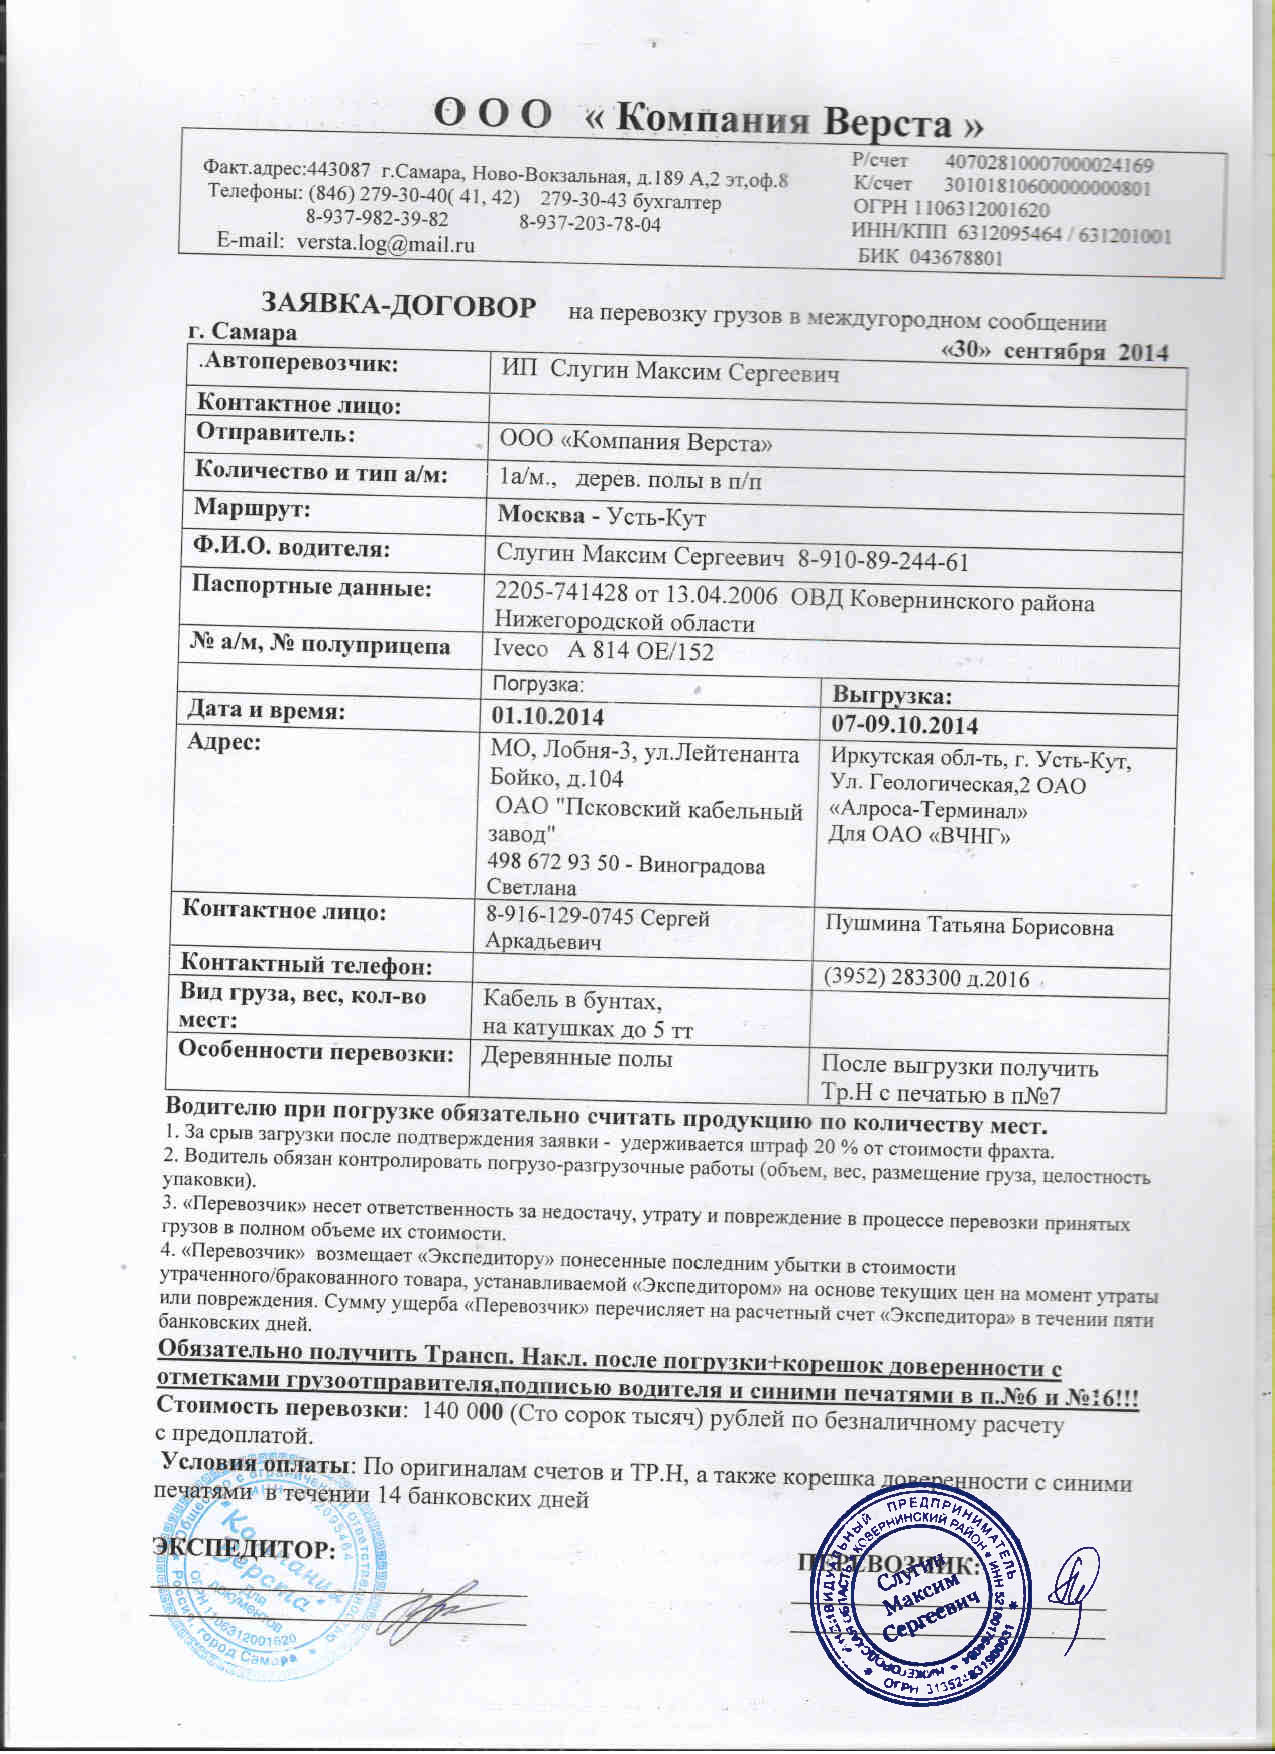 О О О « Компания Верста »
Факт.адрес:443087 г.Самара, Ново-Вокзальная, д.189 А,2 эт,оф.8
Телефоны: (846) 279-30-40( 41, 42) 279-30-43 бухгалтер
8-937-982-39-82 8-937-203-78-04
E-mail: versta.log@mail.ru
Р/счет 40702810007000024169
К/счет 30101810600000000801
ОГРН 1106312001620
ИНН/КПП 6312095464 / 631201001
БИК 043678801
ЗАЯВКА-ДОГОВОР на перевозку грузов в междугородном сообщении
г. Самара «30» сентября 2014
.Автоперевозчик: ИП Слугин Максим Сергеевич
Контактное лицо:
Отправитель: ООО «Компания Верста»
Количество и тип а/м: 1а/м., дерев. полы в п/п
Маршрут: Москва - Усть-Кут
Ф.И.О. водителя: Слугин Максим Сергеевич 8-910-89-244-61
Паспортные данные: 2205-741428 от 13.04.2006 ОВД Ковернинского района
Нижегородской области
№ а/м, № полуприцепа Iveco А 814 ОЕ/152
Погрузка: Выгрузка:
Дата и время: 01.10.2014 07-09.10.2014
Адрес:
МО, Лобня-3, ул.Лейтенанта
Бойко, д.104
ОАО "Псковский кабельный
завод"
498 672 93 50 - Виноградова
Светлана
Иркутская обл-ть, г. Усть-Кут,
Ул. Геологическая,2 ОАО
«Алроса-Терминал»
Для ОАО «ВЧНГ»
Контактное лицо:
8-916-129-0745 Сергей
Аркадьевич
Пушмина Татьяна Борисовна
Контактный телефон: (3952) 283300 д.2016
Вид груза, вес, кол-во
мест:
Кабель в бунтах,
на катушках до 5 тт
Особенности перевозки: Деревянные полы
После выгрузки получить
Тр.Н с печатью в п№7
Водителю при погрузке обязательно считать продукцию по количеству мест.
1. За срыв загрузки после подтверждения заявки - удерживается штраф 20 % от стоимости фрахта.
2. Водитель обязан контролировать погрузо-разгрузочные работы (объем, вес, размещение груза, целостность
упаковки).
3. «Перевозчик» несет ответственность за недостачу, утрату и повреждение в процессе перевозки принятых
грузов в полном объеме их стоимости.
4. «Перевозчик» возмещает «Экспедитору» понесенные последним убытки в стоимости
утраченного/бракованного товара, устанавливаемой «Экспедитором» на основе текущих цен на момент утраты
или повреждения. Сумму ущерба «Перевозчик» перечисляет на расчетный счет «Экспедитора» в течении пяти
банковских дней.
Обязательно получить Трансп. Накл. после погрузки+корешок доверенности с
отметками грузоотправителя,подписью водителя и синими печатями в п.№6 и №16!!!
Стоимость перевозки: 140 000 (Сто сорок тысяч) рублей по безналичному расчету
с предоплатой.
Условия оплаты: По оригиналам счетов и ТР.Н, а также корешка доверенности с синими
печатями в течении 14 банковских дней
ЭКСПЕДИТОР: ПЕРЕВОЗЧИК:
Общество с ограниченной ответственностью
Россия, город Самара
ОГРН 1106312001620
"Компания Верста"
Для документов
ИНДИВИДУАЛЬНЫЙ ПРЕДПРИНИМАТЕЛЬ
НИЖЕГОРОДСКАЯ ОБЛАСТЬ КОВЕРНИНСКИЙ РАЙОН
Слугин
Максим
Сергеевич